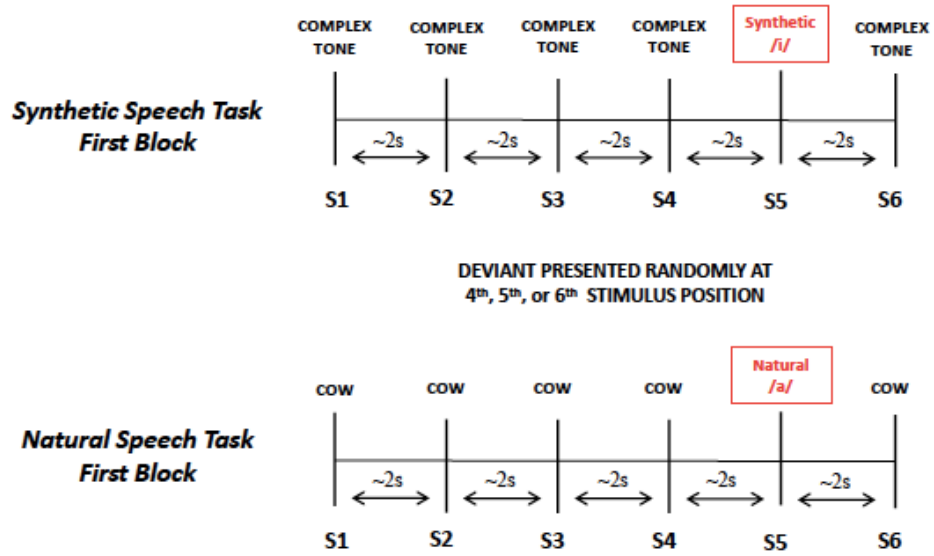 COMPLEX TONE COMPLEX TONE COMPLEX TONE COMPLEX TONE Synthetic /i/ COMPLEX TONE
Synthetic Speech Task
First Block
~2s ~2s ~2s ~2s ~2s
S1 S2 S3 S4 S5 S6
DEVIANT PRESENTED RANDOMLY AT
4th, 5th, or 6th STIMULUS POSITION
COW COW COW COW Natural /a/ COW
Natural Speech Task
First Block
~2s ~2s ~2s ~2s ~2s
S1 S2 S3 S4 S5 S6